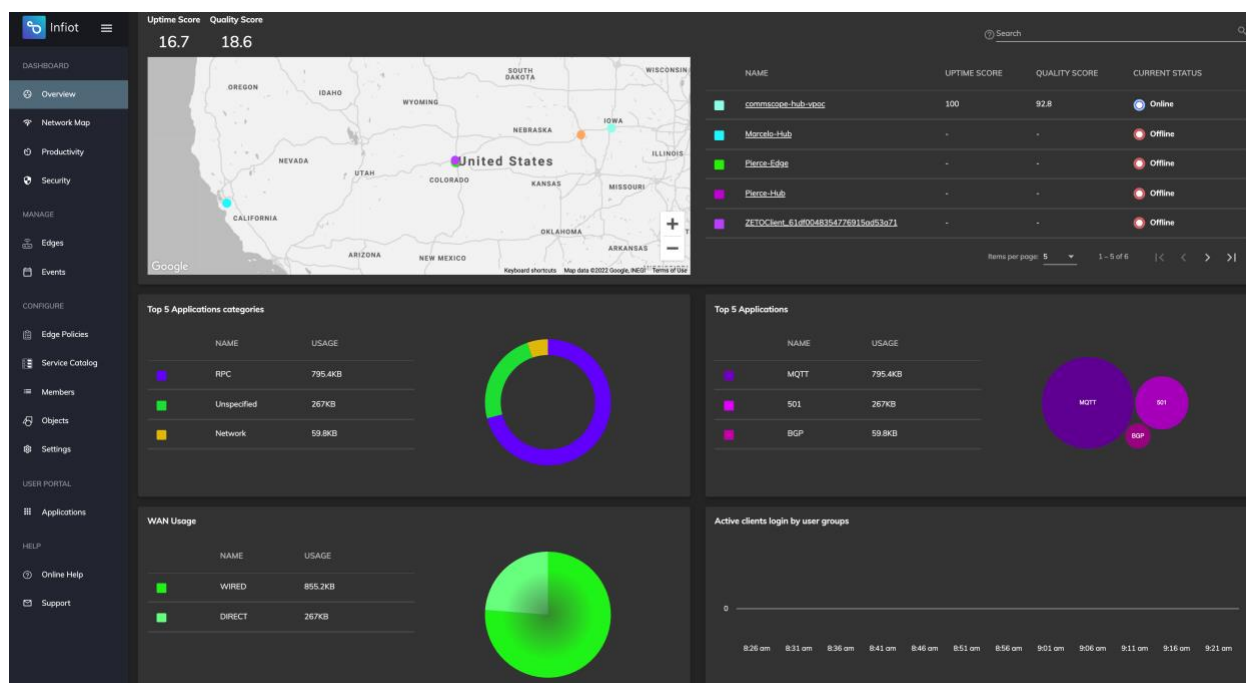 Infiot
DASHBOARD
Overview
Network Map
Productivity
Security
MANAGE
Edges
Events
CONFIGURE
Edge Policies
Service Catalog
Members
Objects
Settings
USER PORTAL
Applications
HELP
Online Help
Support
Uptime Score Quality Score
16.7 18.6
Search
OREGON
IDAHO
WYOMING
SOUTH
DAKOTA
WISCONSIN
IOWA
NEBRASKA
NEVADA
UTAH
United States
COLORADO
KANSAS
MISSOURI
ILLINOIS
CALIFORNIA
OKLAHOMA
ARKANSAS
ARIZONA
NEW MEXICO
+
−
Google
Keyboard shortcuts Map data ©2022 Google, INEGI Terms of Use
NAME UPTIME SCORE QUALITY SCORE CURRENT STATUS
commscope-hub-vpoc 100 92.8 Online
Marcelo-Hub - - Offline
Pierce-Edge - - Offline
Pierce-Hub - - Offline
ZETOClient_61df0048354776915ad53a71 - - Offline
Items per page: 5 1 – 5 of 6
Top 5 Applications categories
NAME USAGE
RPC 795.4KB
Unspecified 267KB
Network 59.8KB
Top 5 Applications
NAME USAGE
MQTT 795.4KB
501 267KB
BGP 59.8KB
MQTT
501
BGP
WAN Usage
NAME USAGE
WIRED 855.2KB
DIRECT 267KB
Active clients login by user groups
0
8:26 am 8:31 am 8:36 am 8:41 am 8:46 am 8:51 am 8:56 am 9:01 am 9:06 am 9:11 am 9:16 am 9:21 am